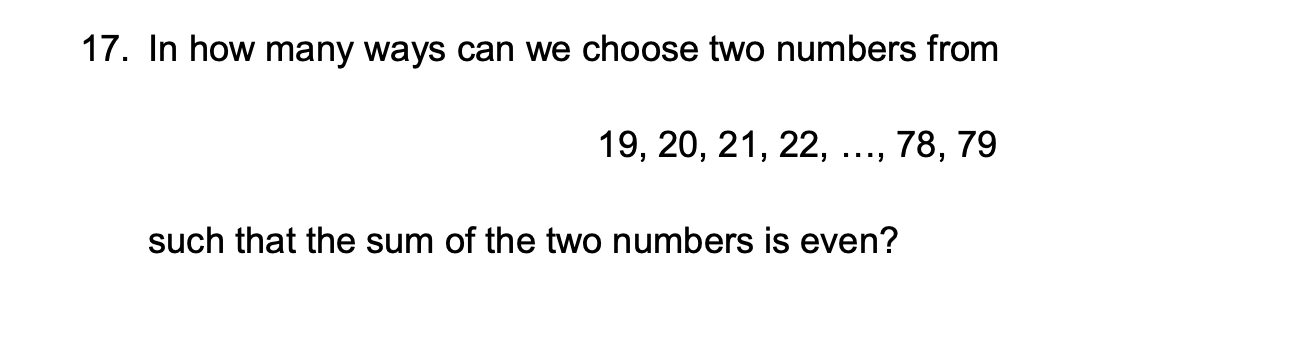 17. In how many ways can we choose two numbers from
19, 20, 21, 22, …, 78, 79
such that the sum of the two numbers is even?